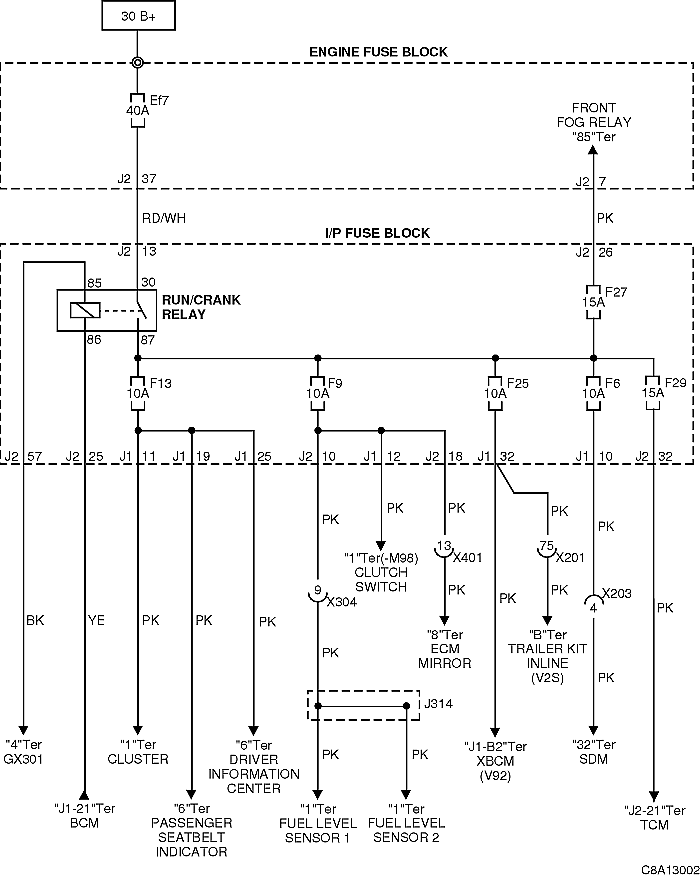 30 B+
ENGINE FUSE BLOCK
Ef7
40A
FRONT
FOG RELAY
"85"Ter
J2 37
J2 7
RD/WH
PK
I/P FUSE BLOCK
J2 13
J2 26
85 30
RUN/CRANK
RELAY
86 87
F27
15A
F13
10A
F9
10A
F25
10A
F6
10A
F29
15A
J2 57
J2 25
J1 11
J1 19
J1 25
J2 10
J1 12
J2 18
J1 32
J1 10
J2 32
PK
PK
PK
PK
PK
"1"Ter(-M98)
CLUTCH
SWITCH
13
X401
75
X201
9
X304
X203
4
PK
PK
BK
YE
PK
PK
PK
PK
PK
"8"Ter
ECM
MIRROR
"B"Ter
TRAILER KIT
INLINE
(V2S)
PK
PK
PK
J314
"4"Ter
GX301
"1"Ter
CLUSTER
"6"Ter
DRIVER
INFORMATION
CENTER
PK
PK
"J1-B2"Ter
XBCM
(V92)
"32"Ter
SDM
"J1-21"Ter
BCM
"6"Ter
PASSENGER
SEATBELT
INDICATOR
"1"Ter
FUEL LEVEL
SENSOR 1
"1"Ter
FUEL LEVEL
SENSOR 2
"J2-21"Ter
TCM
C8A13002